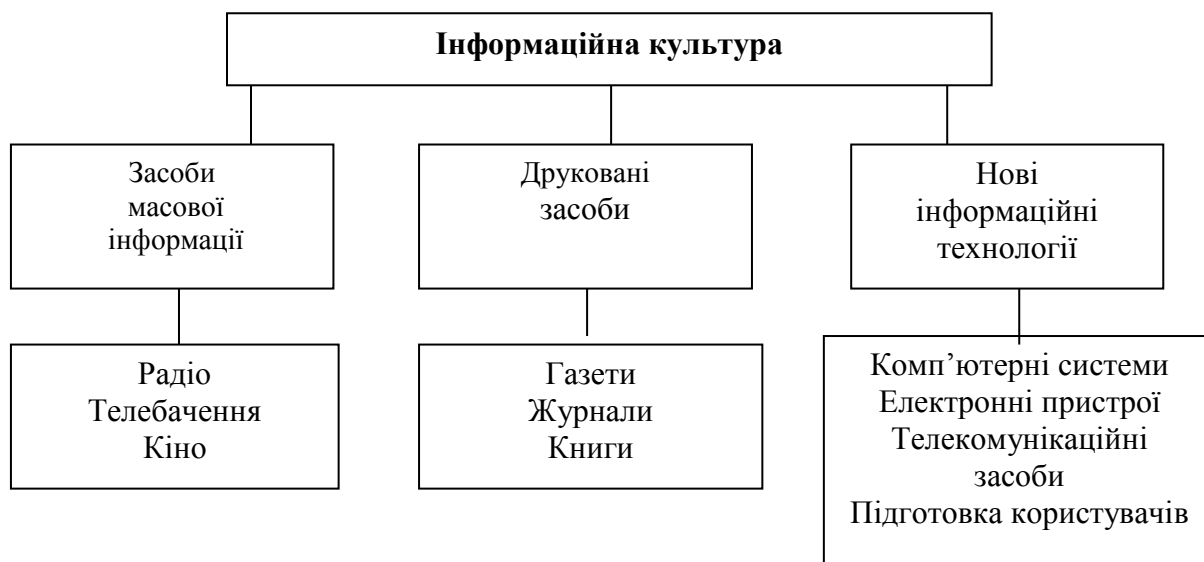 Інформаційна культура
Засоби
масової
інформації
Друковані
засоби
Нові
інформаційні
технології
Радіо
Телебачення
Кіно
Газети
Журнали
Книги
Комп’ютерні системи
Електронні пристрої
Телекомунікаційні
засоби
Підготовка користувачів